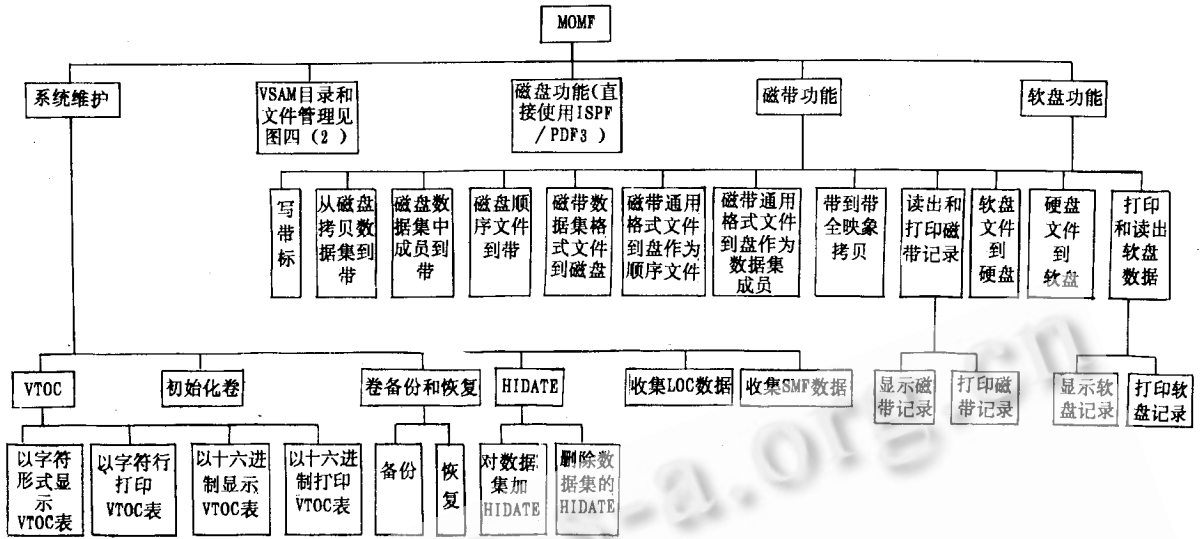 MOMF
系统维护
VSAM目录和
文件管理见
图四（2）
磁盘功能(直
接使用ISPF
/PDF3）
磁带功能
软盘功能
写
带
标
从磁盘
拷贝数
据集到
带
磁盘数
据集中
成员到
带
磁盘顺
序文件
到带
磁带数
据集格
式文件
到磁盘
磁带通用
格式文件
到盘作为
顺序文件
磁带通用
格式文件
到盘作为
数据集
成员
带到带
全映象
拷贝
读出和
打印磁
带记录
软盘
文件
到
硬盘
硬盘
文件
到
软盘
打印
和读出
软盘
数据
VTOC
初始化卷
卷备份和恢复
HIDATE
收集LOC数据
收集SMF数据
显示磁
带记录
打印磁
带记录
显示软
盘记录
打印软
盘记录
以字符
形式显
示
VTOC表
以字符行
打印
VTOC表
以十六进
制显示
VTOC表
以十六进
制打印
VTOC表
备份
恢
复
对数据
集加
HIDATE
删除数
据集的
HIDATE
-a.org.cn